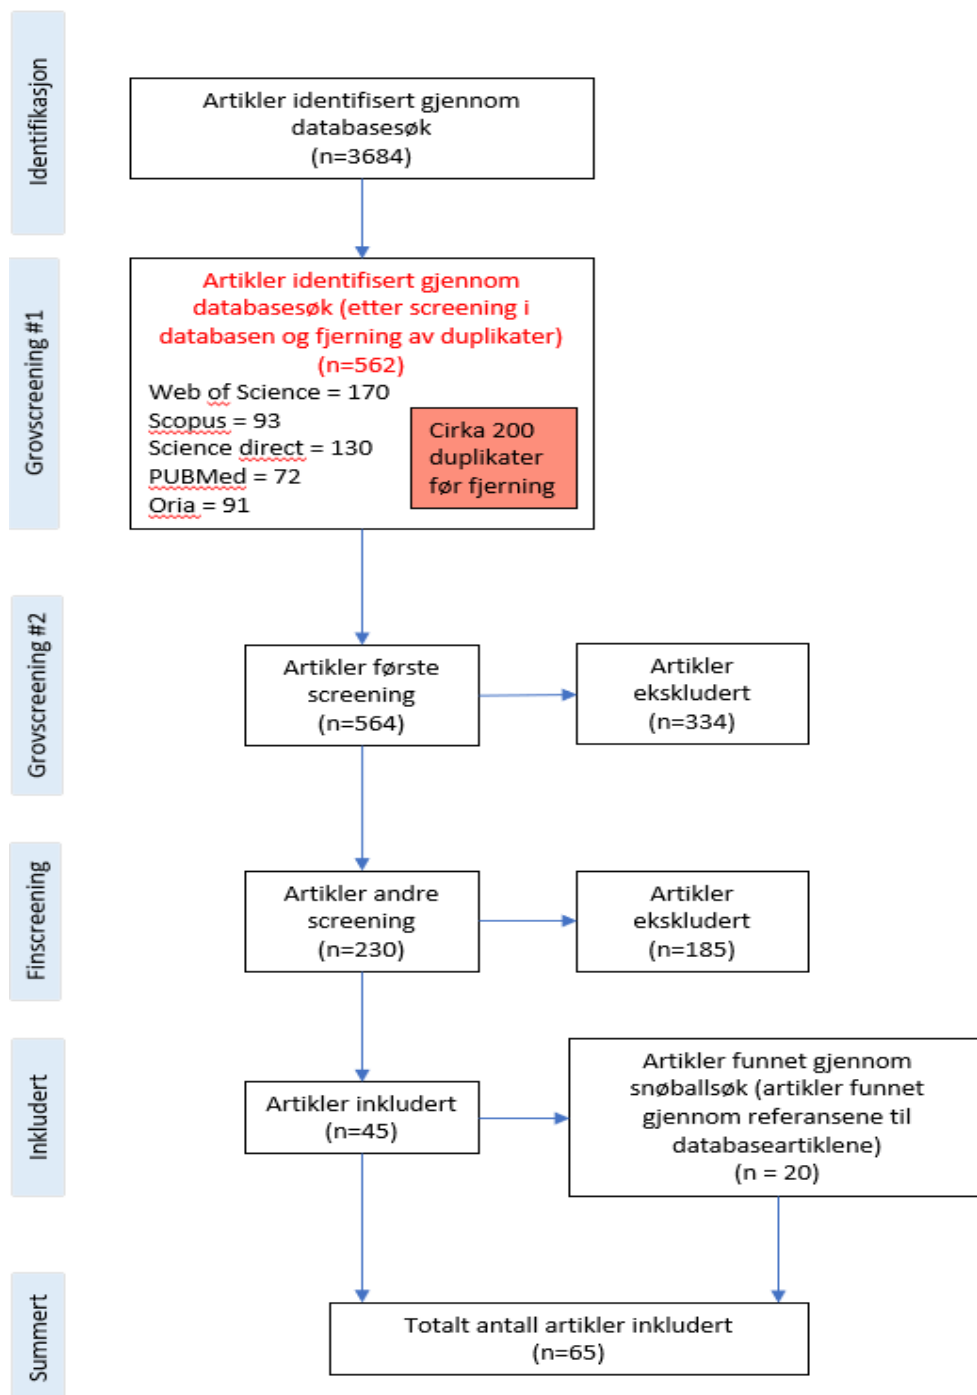 Identifikasjon
Artikler identifisert gjennom
databasesøk
(n=3684)
Grovscreening #1
Artikler identifisert gjennom
databasesøk (etter screening i
databasen og fjerning av duplikater)
(n=562)
Web of Science = 170
Scopus = 93
Science direct = 130
PUBMed = 72
Oria = 91
Cirka 200
duplikater
før fjerning
Grovscreening #2
Artikler første
screening
(n=564)
Artikler
ekskludert
(n=334)
Finscreening
Artikler andre
screening
(n=230)
Artikler
ekskludert
(n=185)
Inkludert
Artikler inkludert
(n=45)
Artikler funnet gjennom
snøballsøk (artikler funnet
gjennom referansene til
databaseartiklene)
(n = 20)
Summert
Totalt antall artikler inkludert
(n=65)